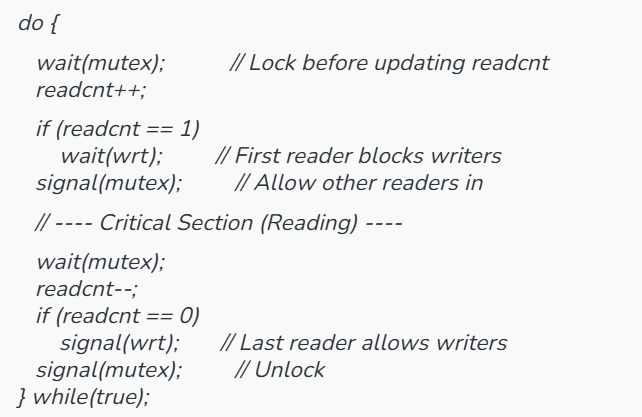 do {
wait(mutex); // Lock before updating readcnt
readcnt++;
if (readcnt == 1)
wait(wrt); // First reader blocks writers
signal(mutex); // Allow other readers in
// ---- Critical Section (Reading) ----
wait(mutex);
readcnt--;
if (readcnt == 0)
signal(wrt); // Last reader allows writers
signal(mutex); // Unlock
} while(true);